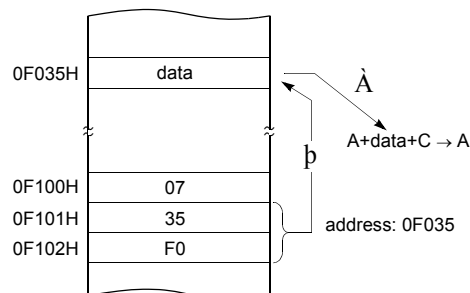 0F035H data
À
A+data+C → A
þ
0F100H 07
0F101H 35
address: 0F035
0F102H F0